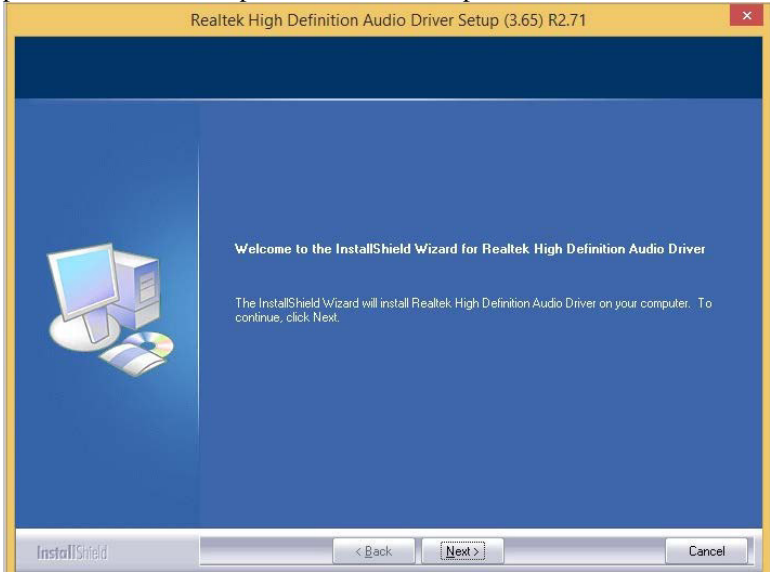 Realtek High Definition Audio Driver Setup (3.65) R2.71
Welcome to the InstallShield Wizard for Realtek High Definition Audio Driver
The InstallShield Wizard will install Realtek High Definition Audio Driver on your computer. To
continue, click Next.
InstallShield
< Back
Next >
Cancel